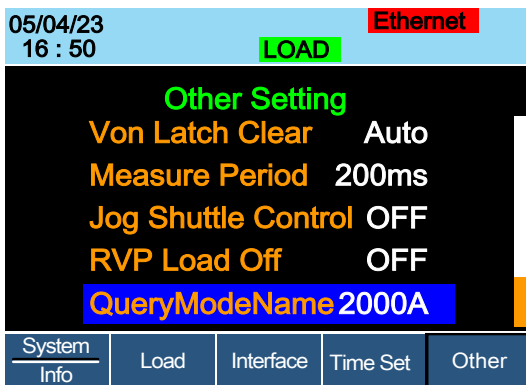 05/04/23 Ethernet
16 : 50 LOAD
Other Setting
Von Latch Clear Auto
Measure Period 200ms
Jog Shuttle Control OFF
RVP Load Off OFF
QueryModeName 2000A
System
Info
Load
Interface
Time Set
Other